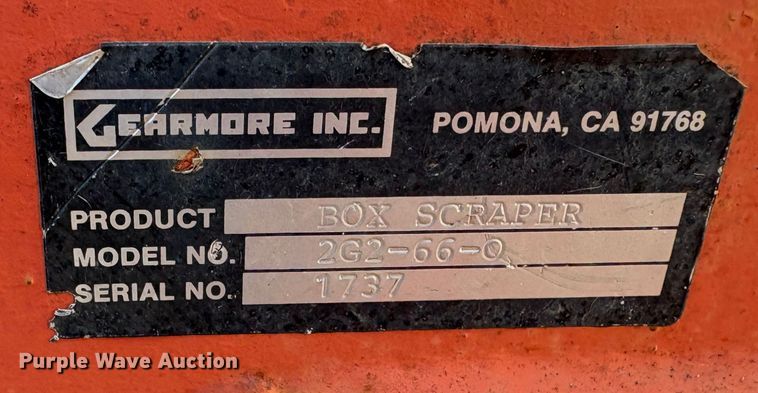 GEARMORE INC.
POMONA, CA 91768
PRODUCT BOX SCRAPER
MODEL NO. 2G2-66-O
SERIAL NO. 1737
Purple Wave Auction